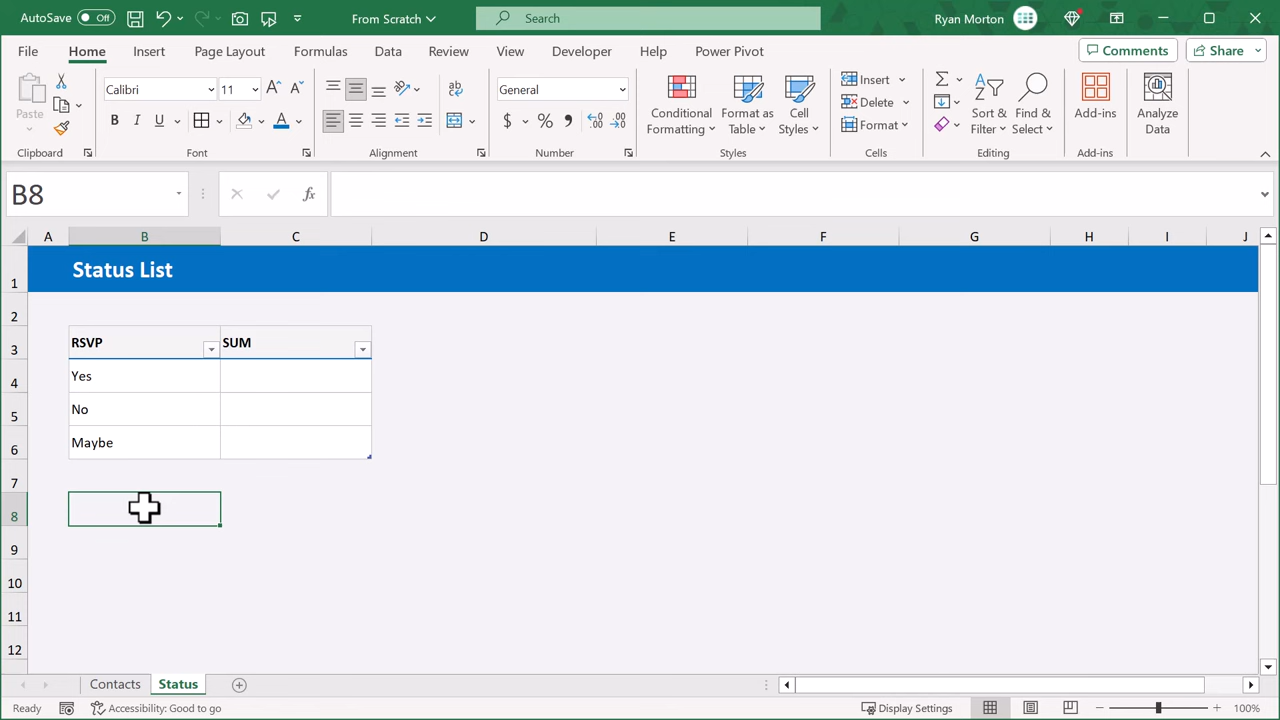 AutoSave Off From Scratch Search Ryan Morton
File Home Insert Page Layout Formulas Data Review View Developer Help Power Pivot Comments Share
Calibri 11 General Insert
Paste Conditional Formatting Format as Table Cell Styles Delete Sort & Filter Find & Select Add-ins Analyze Data
B I U A $ % Format
Clipboard Font Alignment Number Styles Cells Editing Add-ins
B8 fx
A B C D E F G H I J
1 Status List
2
3 RSVP SUM
4 Yes
5 No
6 Maybe
7
8
9
10
11
12
Contacts Status
Ready Accessibility: Good to go Display Settings 100%